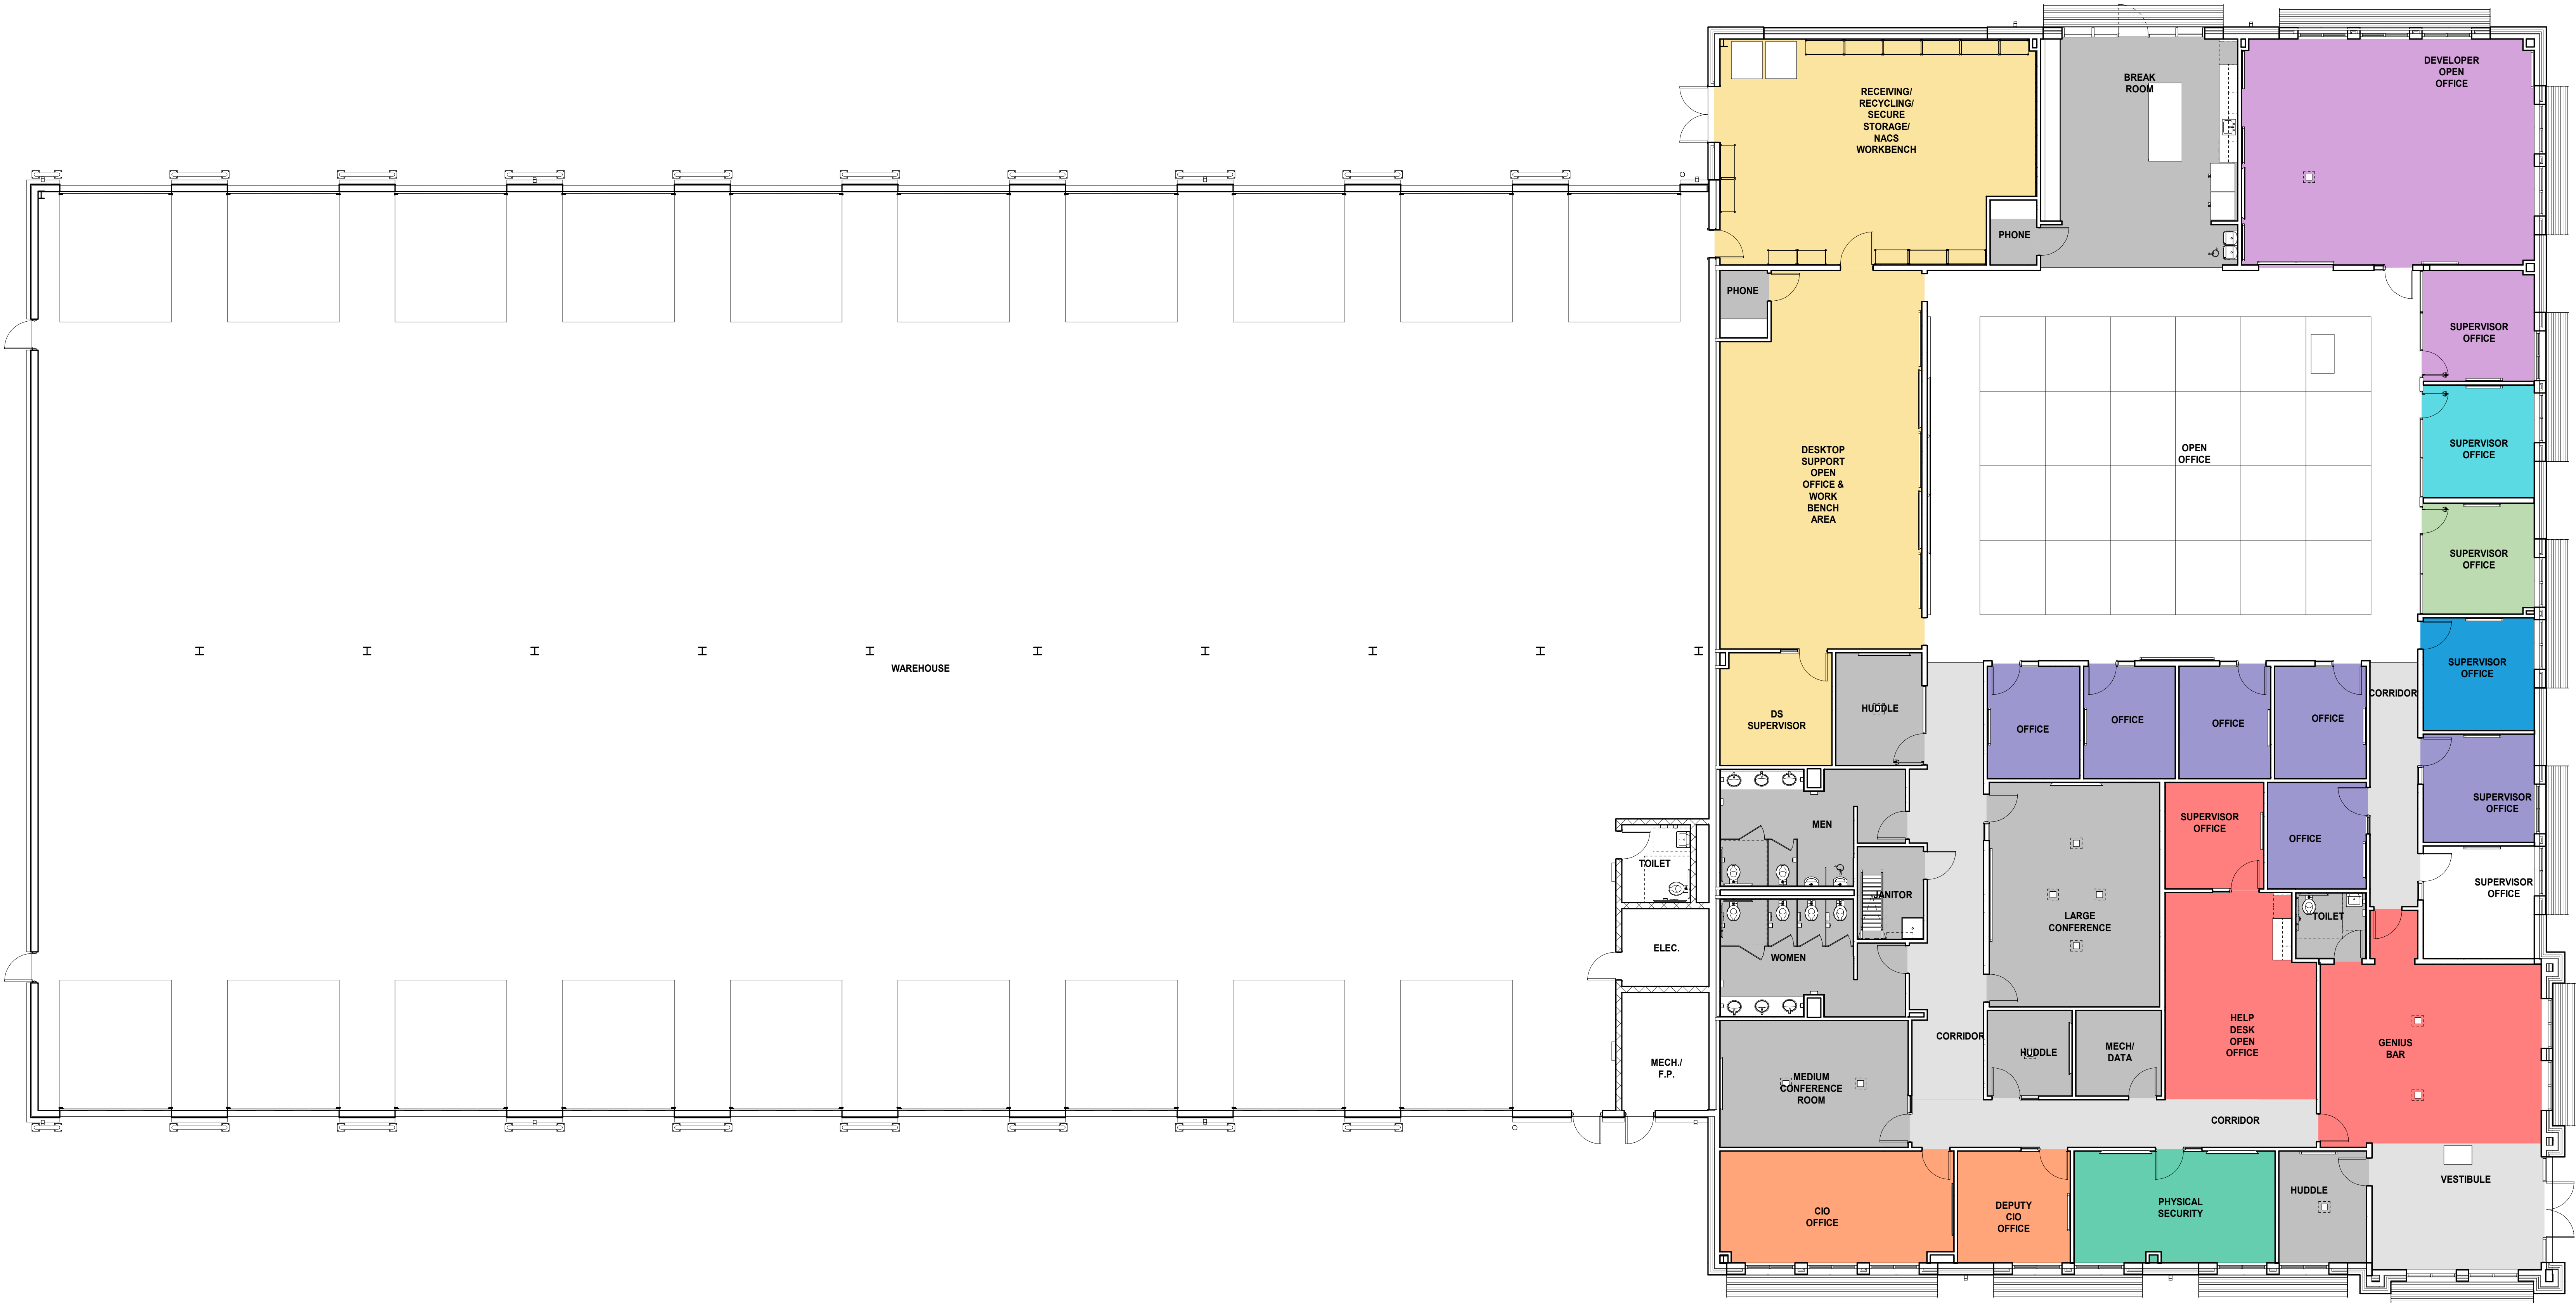 DEVELOPER
OPEN
OFFICE
BREAK
ROOM
RECEIVING/
RECYCLING/
SECURE
STORAGE/
NACS
WORKBENCH
PHONE
PHONE
SUPERVISOR
OFFICE
SUPERVISOR
OFFICE
OPEN
OFFICE
DESKTOP
SUPPORT
OPEN
OFFICE &
WORK
BENCH
AREA
SUPERVISOR
OFFICE
WAREHOUSE
SUPERVISOR
OFFICE
CORRIDOR
HUDDLE
DS
SUPERVISOR
OFFICE
OFFICE
OFFICE
OFFICE
SUPERVISOR
OFFICE
SUPERVISOR
OFFICE
OFFICE
MEN
TOILET
JANITOR
SUPERVISOR
OFFICE
LARGE
CONFERENCE
TOILET
ELEC.
WOMEN
HELP
DESK
OPEN
OFFICE
GENIUS
BAR
CORRIDOR
HUDDLE
MECH/
DATA
MECH./
F.P.
MEDIUM
CONFERENCE
ROOM
CORRIDOR
VESTIBULE
HUDDLE
PHYSICAL
SECURITY
DEPUTY
CIO
OFFICE
CIO
OFFICE